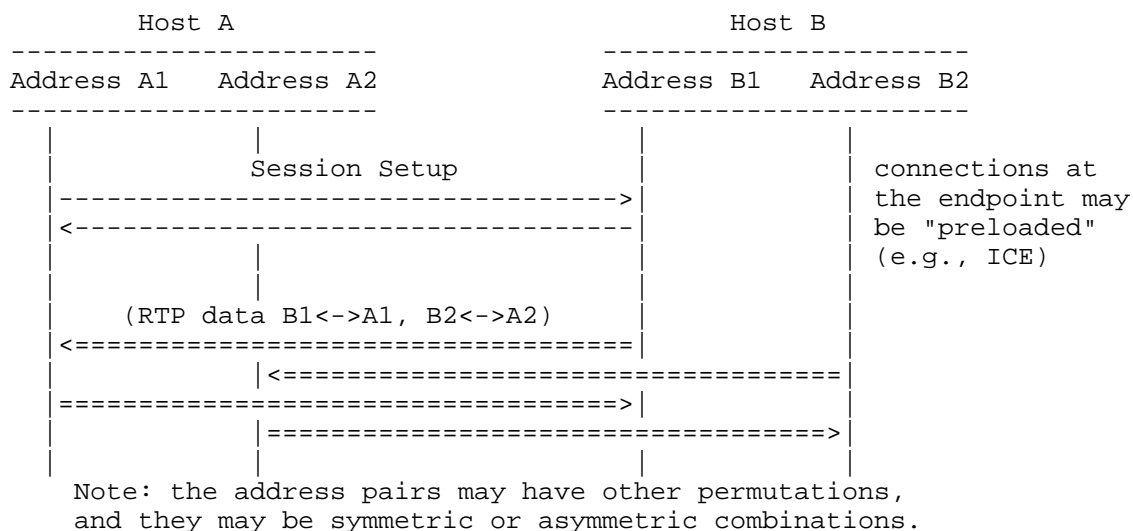 Host A                         Host B
-----------------------              -----------------------
Address A1   Address A2              Address B1   Address B2
-----------------------              -----------------------
  |            |                       |            |
  |            Session Setup           |            | connections at
  |----------------------------------->|            | the endpoint may
  |<-----------------------------------|            | be "preloaded"
  |            |                       |            | (e.g., ICE)
  |            |                       |            |
  |    (RTP data B1<->A1, B2<->A2)     |            |
  |<===================================|            |
  |            |<===================================|
  |===================================>|            |
  |            |===================================>|
  |            |                       |            |
Note: the address pairs may have other permutations,
and they may be symmetric or asymmetric combinations.